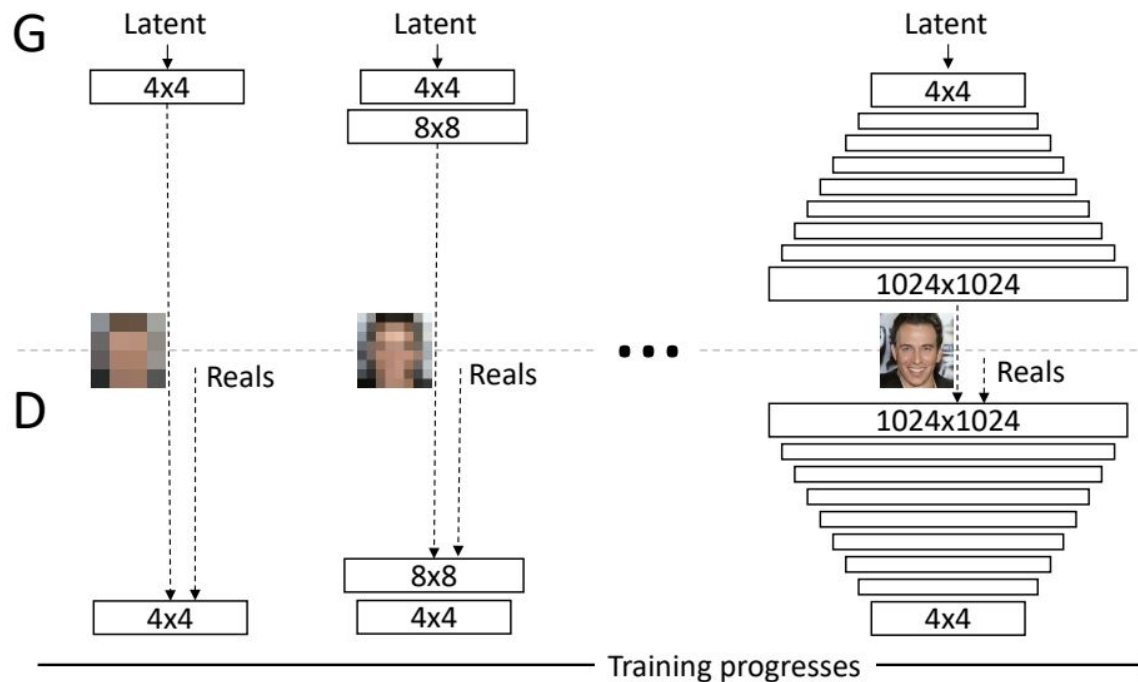 G
Latent
Latent
Latent
4x4
4x4
4x4
8x8
1024x1024
Reals
Reals
Reals
D
1024x1024
8x8
4x4
4x4
4x4
Training progresses